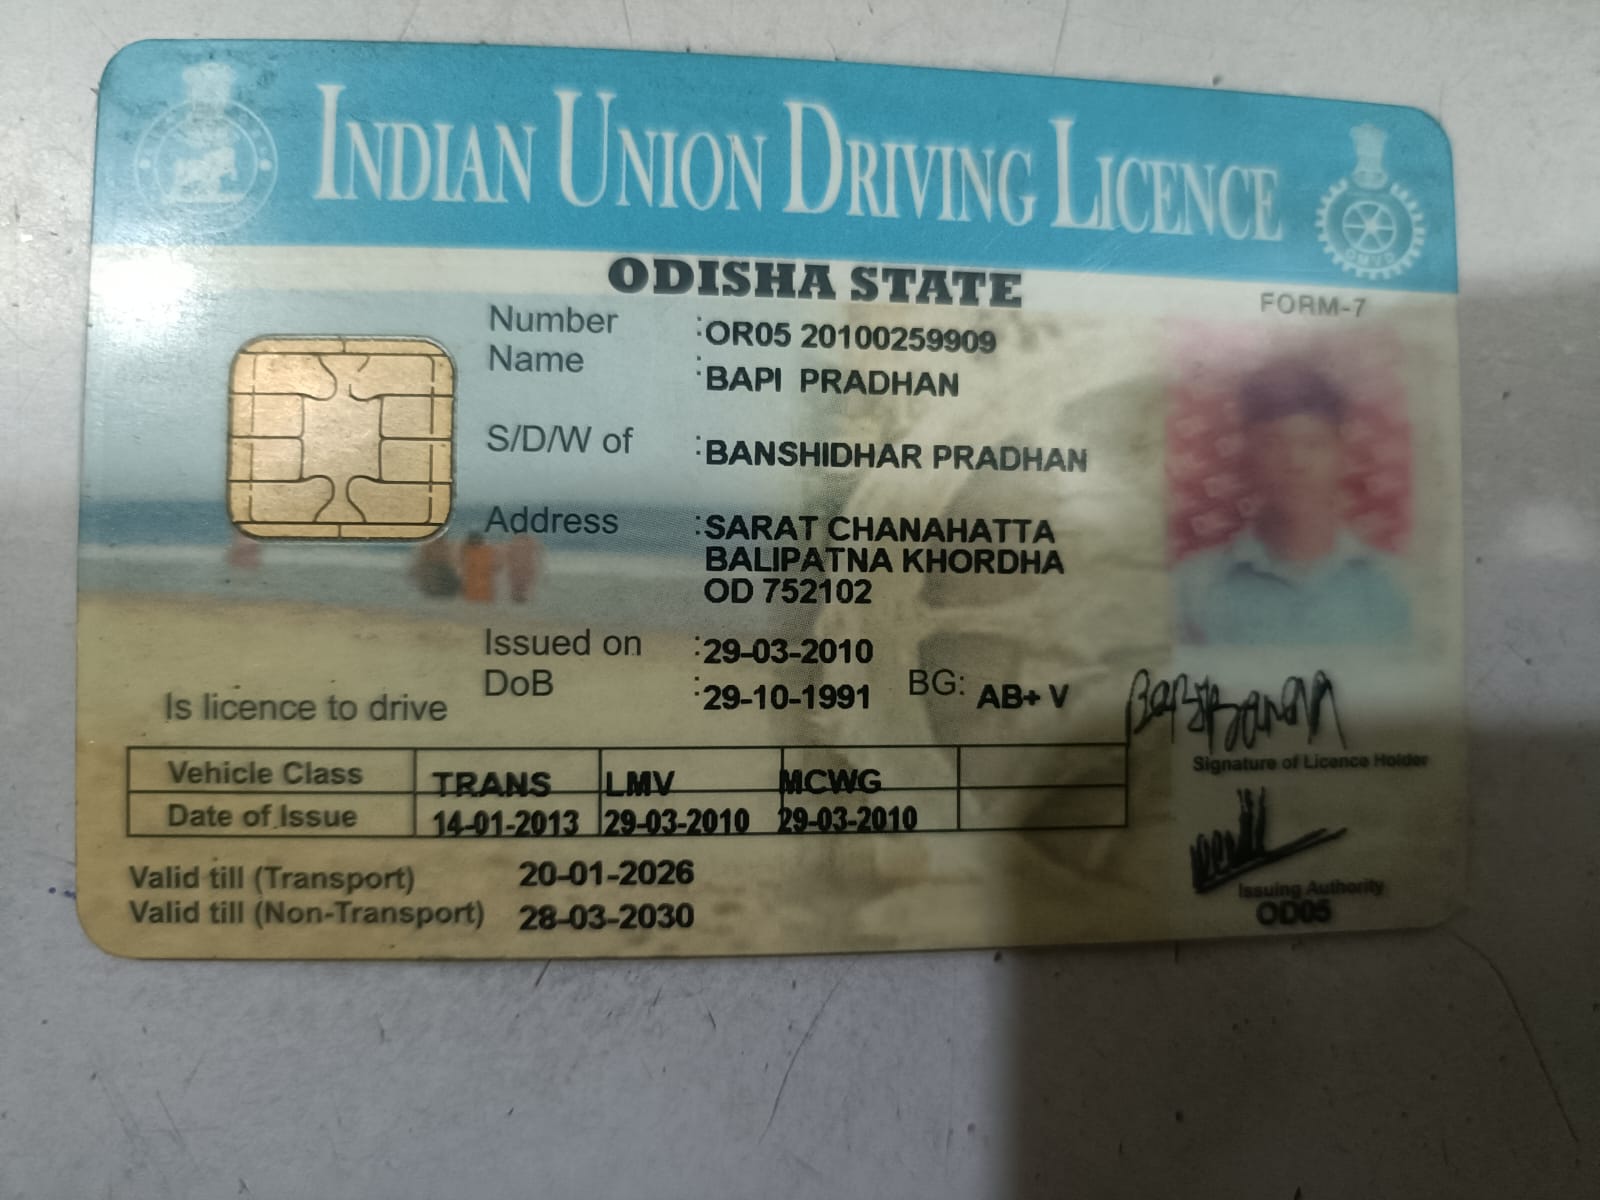 INDIAN UNION DRIVING LICENCE
ODISHA STATE
FORM-7
Number :OR05 20100259909
Name :BAPI PRADHAN
S/D/W of :BANSHIDHAR PRADHAN
Address :SARAT CHANAHATTA
BALIPATNA KHORDHA
OD 752102
Issued on :29-03-2010
DoB :29-10-1991 BG: AB+ V
Is licence to drive
Signature of Licence Holder
Vehicle Class TRANS LMV MCWG
Date of Issue 14-01-2013 29-03-2010 29-03-2010
Valid till (Transport) 20-01-2026
Valid till (Non-Transport) 28-03-2030
Issuing Authority
OD05